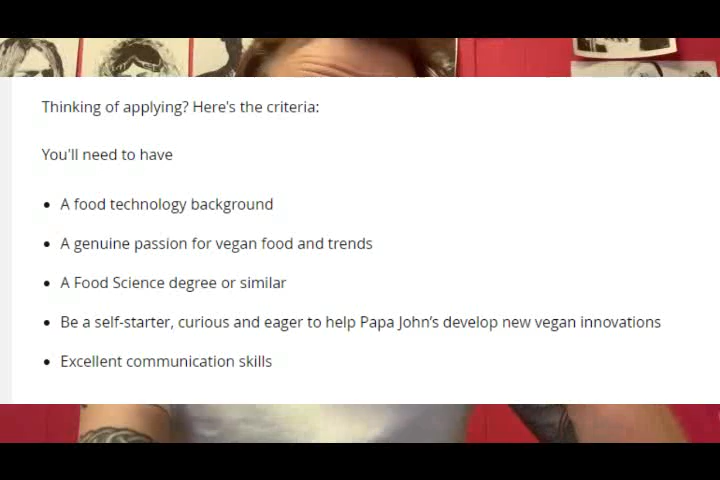 Thinking of applying? Here's the criteria:
You'll need to have
A food technology background
A genuine passion for vegan food and trends
A Food Science degree or similar
Be a self-starter, curious and eager to help Papa John's develop new vegan innovations
Excellent communication skills